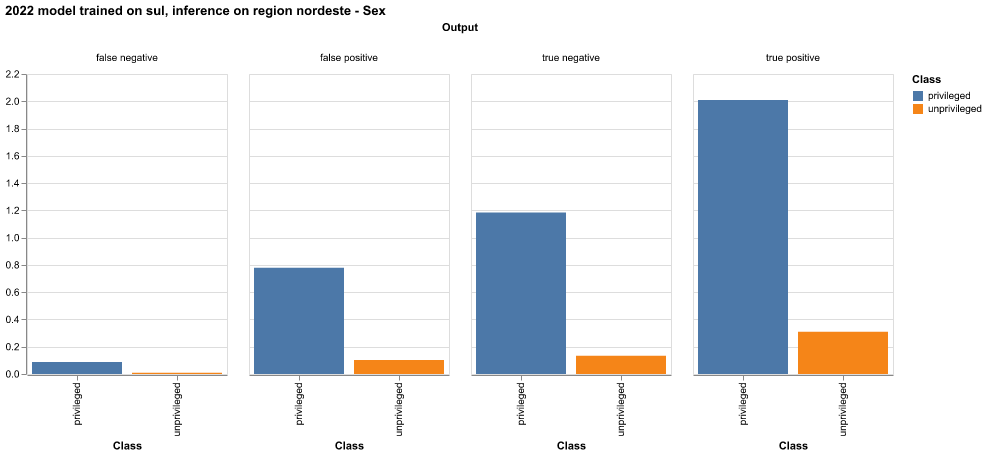 2022 model trained on sul, inference on region nordeste - Sex
Output
false negative
false positive
true negative
true positive
2.2
2.0
1.8
1.6
1.4
1.2
1.0
0.8
0.6
0.4
0.2
0.0
privileged
unprivileged
privileged
unprivileged
privileged
unprivileged
privileged
unprivileged
Class
Class
Class
Class
Class
privileged
unprivileged